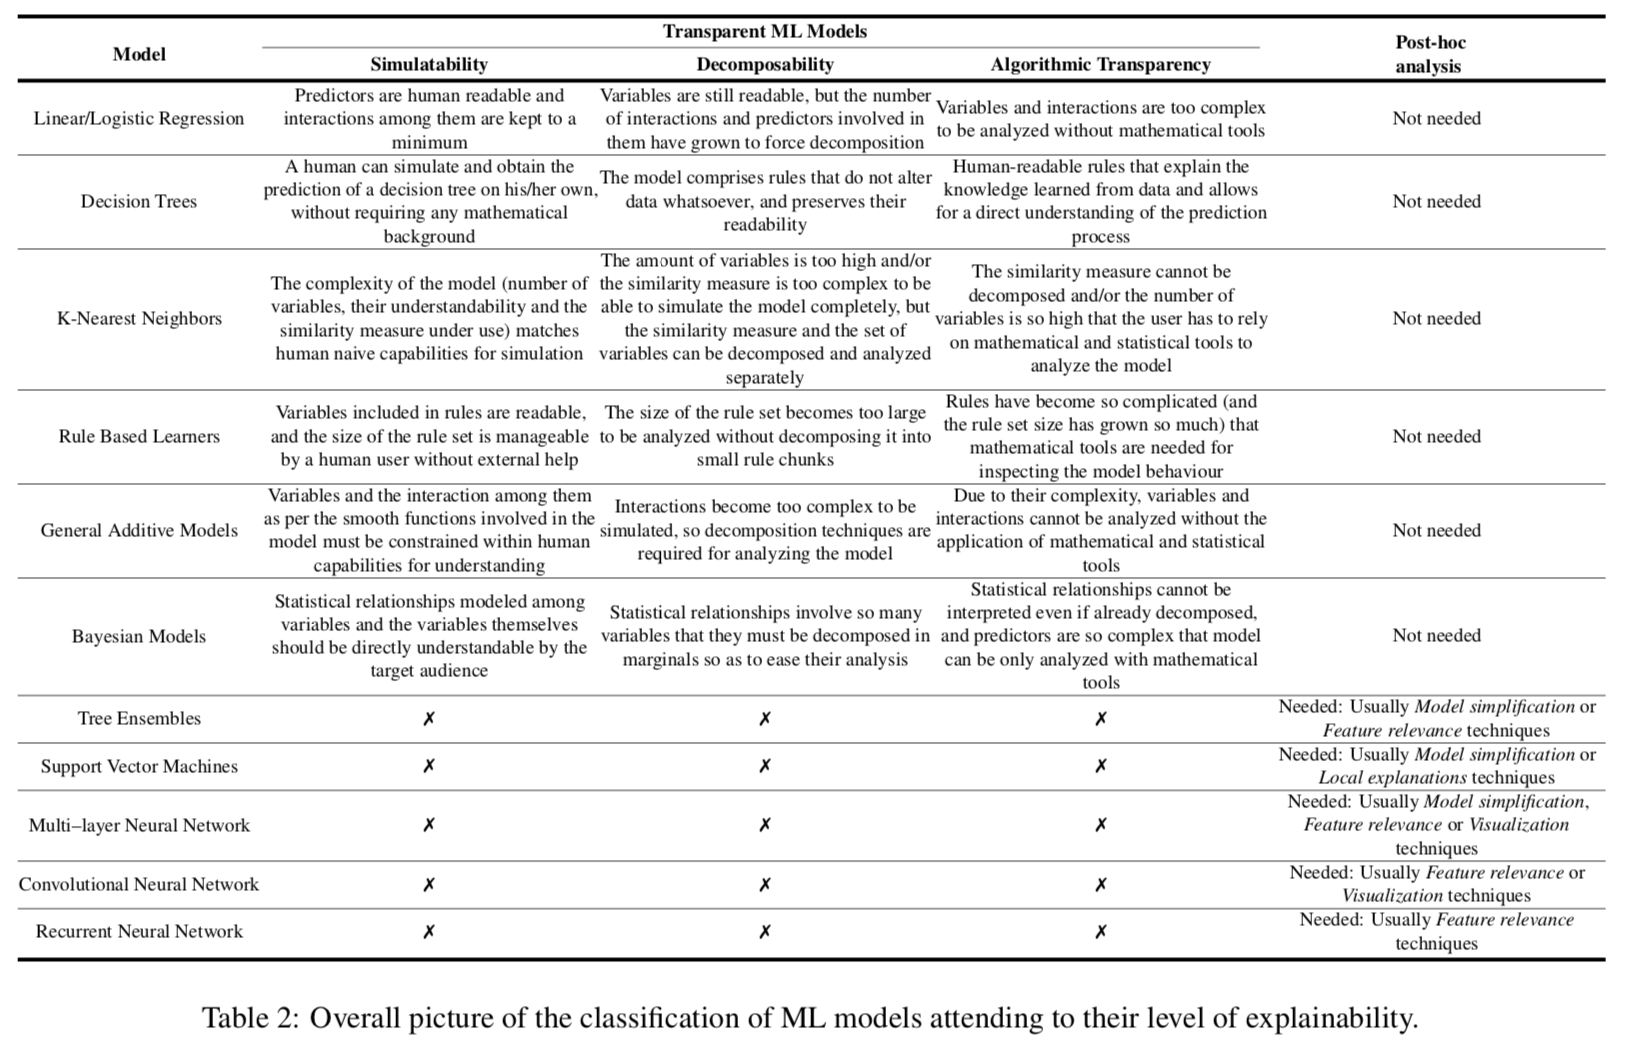 Transparent ML Models
Model
Simulatability
Decomposability
Algorithmic Transparency
Post-hoc
analysis
Linear/Logistic Regression
Predictors are human readable and
interactions among them are kept to a
minimum
Variables are still readable, but the number
of interactions and predictors involved in
them have grown to force decomposition
Variables and interactions are too complex
to be analyzed without mathematical tools
Not needed
Decision Trees
A human can simulate and obtain the
prediction of a decision tree on his/her own,
without requiring any mathematical
background
The model comprises rules that do not alter
data whatsoever, and preserves their
readability
Human-readable rules that explain the
knowledge learned from data and allows
for a direct understanding of the prediction
process
Not needed
K-Nearest Neighbors
The complexity of the model (number of
variables, their understandability and the
similarity measure under use) matches
human naive capabilities for simulation
The amount of variables is too high and/or
the similarity measure is too complex to be
able to simulate the model completely, but
the similarity measure and the set of
variables can be decomposed and analyzed
separately
The similarity measure cannot be
decomposed and/or the number of
variables is so high that the user has to rely
on mathematical and statistical tools to
analyze the model
Not needed
Rule Based Learners
Variables included in rules are readable,
and the size of the rule set is manageable
by a human user without external help
The size of the rule set becomes too large
to be analyzed without decomposing it into
small rule chunks
Rules have become so complicated (and
the rule set size has grown so much) that
mathematical tools are needed for
inspecting the model behaviour
Not needed
General Additive Models
Variables and the interaction among them
as per the smooth functions involved in the
model must be constrained within human
capabilities for understanding
Interactions become too complex to be
simulated, so decomposition techniques are
required for analyzing the model
Due to their complexity, variables and
interactions cannot be analyzed without the
application of mathematical and statistical
tools
Not needed
Bayesian Models
Statistical relationships modeled among
variables and the variables themselves
should be directly understandable by the
target audience
Statistical relationships involve so many
variables that they must be decomposed in
marginals so as to ease their analysis
Statistical relationships cannot be
interpreted even if already decomposed,
and predictors are so complex that model
can be only analyzed with mathematical
tools
Not needed
Tree Ensembles
✗
✗
✗
Needed: Usually Model simplification or
Feature relevance techniques
Support Vector Machines
✗
✗
✗
Needed: Usually Model simplification or
Local explanations techniques
Multi–layer Neural Network
✗
✗
✗
Needed: Usually Model simplification,
Feature relevance or Visualization
techniques
Convolutional Neural Network
✗
✗
✗
Needed: Usually Feature relevance or
Visualization techniques
Recurrent Neural Network
✗
✗
✗
Needed: Usually Feature relevance
techniques
Table 2: Overall picture of the classification of ML models attending to their level of explainability.